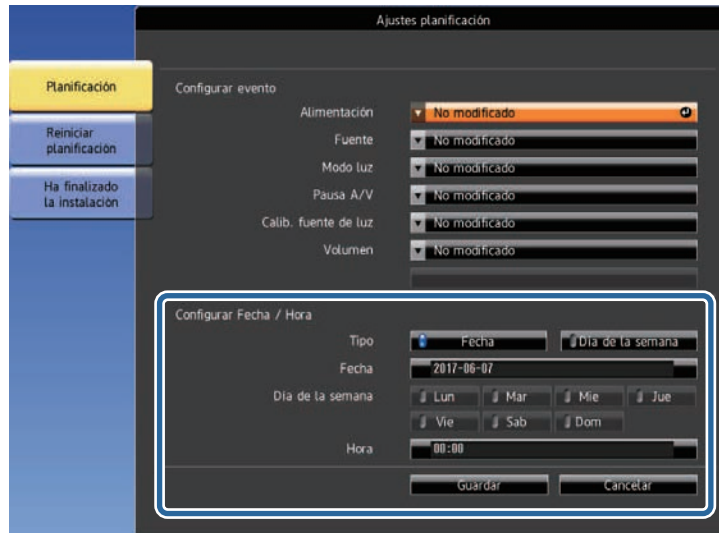 Ajustes planificación
Planificación
Reiniciar
planificación
Ha finalizado
la instalación
Configurar evento
Alimentación No modificado
Fuente No modificado
Modo luz No modificado
Pausa A/V No modificado
Calib. fuente de luz No modificado
Volumen No modificado
Configurar Fecha / Hora
Tipo Fecha Día de la semana
Fecha 2017-06-07
Día de la semana Lun Mar Mie Jue
Vie Sab Dom
Hora 00:00
Guardar Cancelar